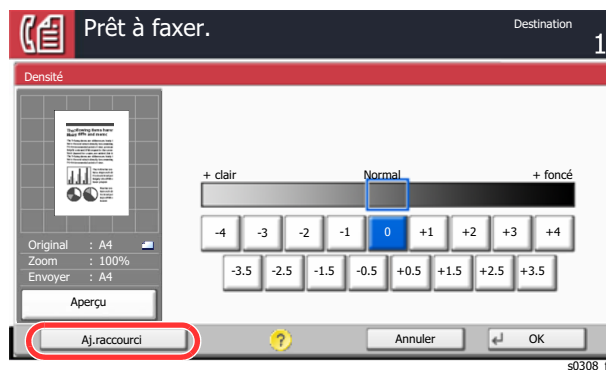 Prêt à faxer.
Destination
1
Densité
+ clair
Normal
+ foncé
-4 -3 -2 -1 0 +1 +2 +3 +4
-3.5 -2.5 -1.5 -0.5 +0.5 +1.5 +2.5 +3.5
Original : A4
Zoom : 100%
Envoyer : A4
Aperçu
Aj.raccourci
?
Annuler
OK
s0308